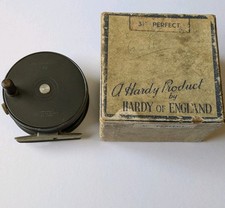 PERFECT
A Hardy Product
by
HARDY OF ENGLAND